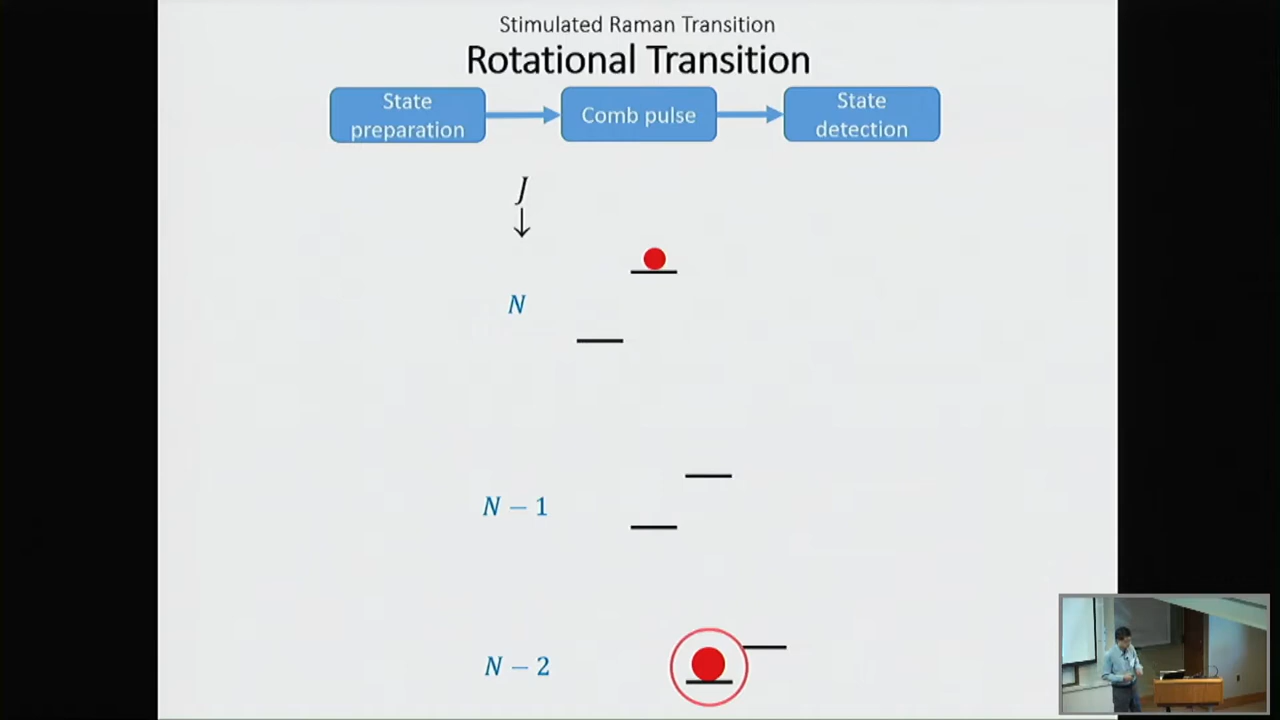 Stimulated Raman Transition
Rotational Transition
State
preparation
Comb pulse
State
detection
J
↓
N
N − 1
N − 2